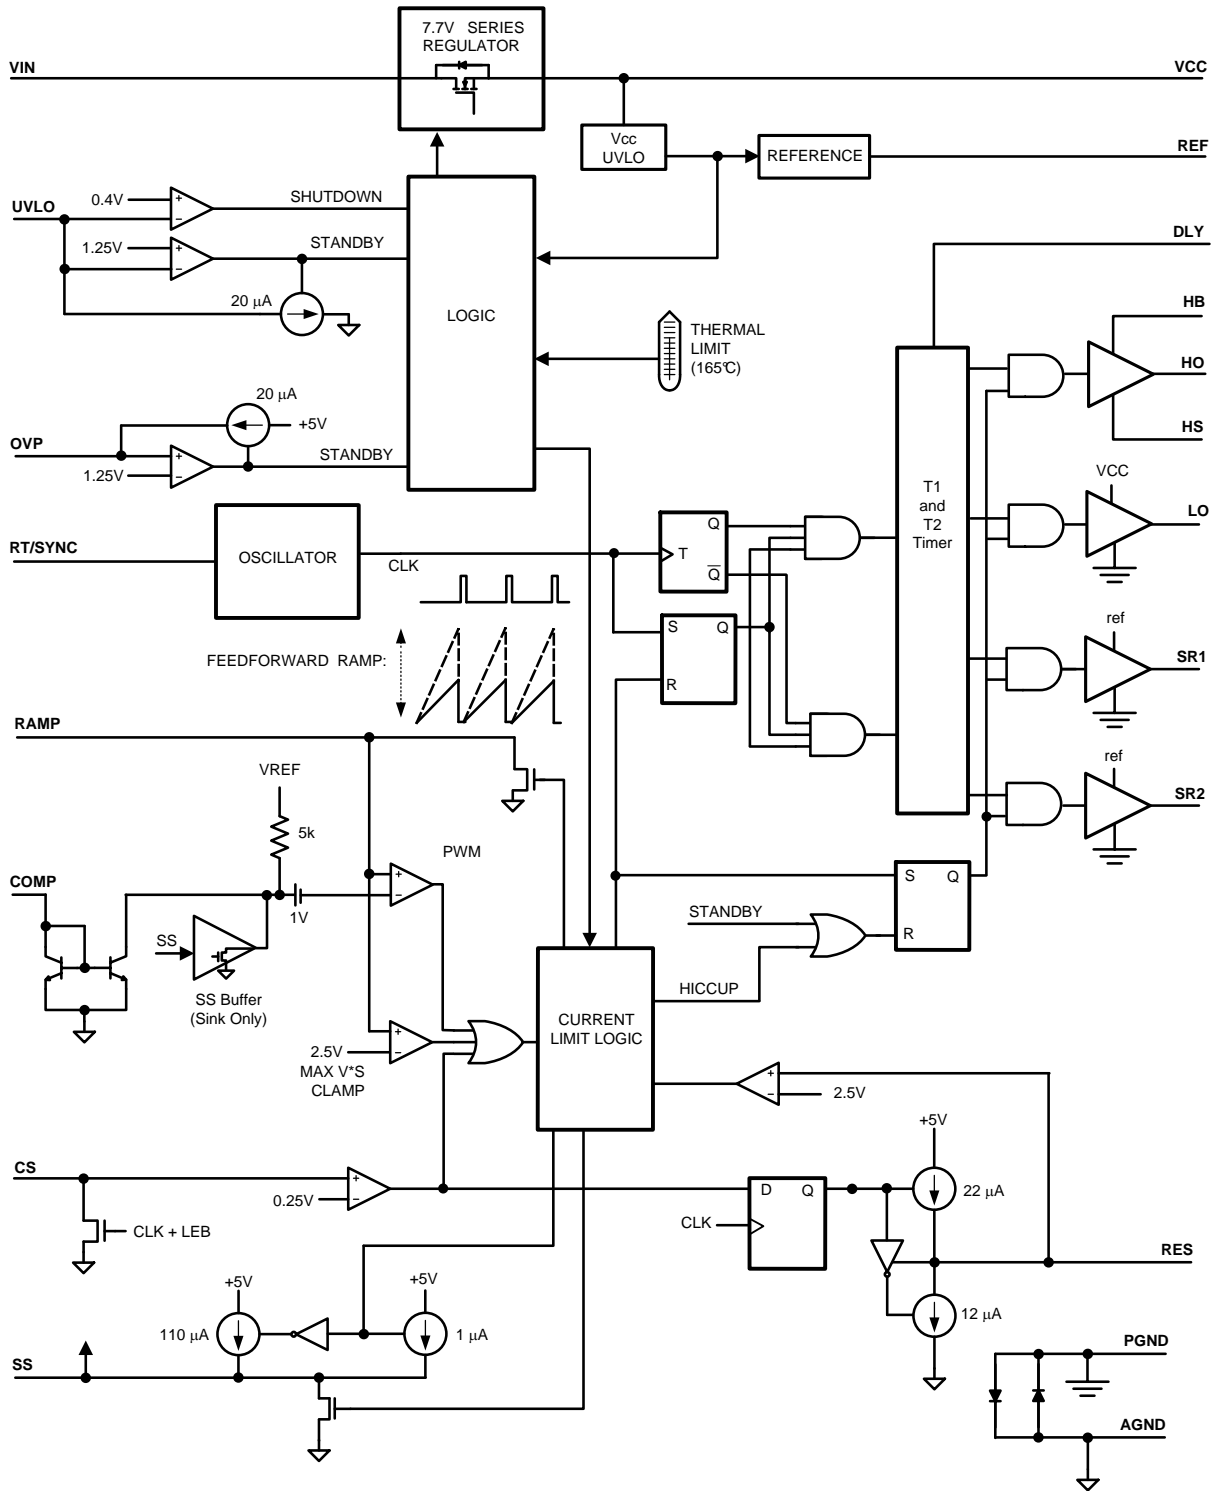 7.7V SERIES
REGULATOR
VIN
VCC
Vcc
UVLO
REFERENCE
REF
UVLO
0.4V
+
−
SHUTDOWN
1.25V
+
−
STANDBY
20 μA
LOGIC
THERMAL
LIMIT
(165°C)
DLY
HB
HO
HS
20 μA
+5V
OVP
+
−
1.25V
STANDBY
VCC
LO
T1
and
T2
Timer
RT/SYNC
OSCILLATOR
CLK
Q
T
Q
S
Q
R
ref
SR1
FEEDFORWARD RAMP:
RAMP
ref
SR2
VREF
5k
PWM
COMP
+
−
1V
SS
SS Buffer
(Sink Only)
S
Q
R
STANDBY
HICCUP
CURRENT
LIMIT LOGIC
+
−
2.5V
MAX V*S
CLAMP
+
−
2.5V
+5V
CS
+
−
0.25V
D
Q
22 μA
CLK
CLK + LEB
RES
+5V
+5V
110 μA
1 μA
12 μA
SS
PGND
AGND